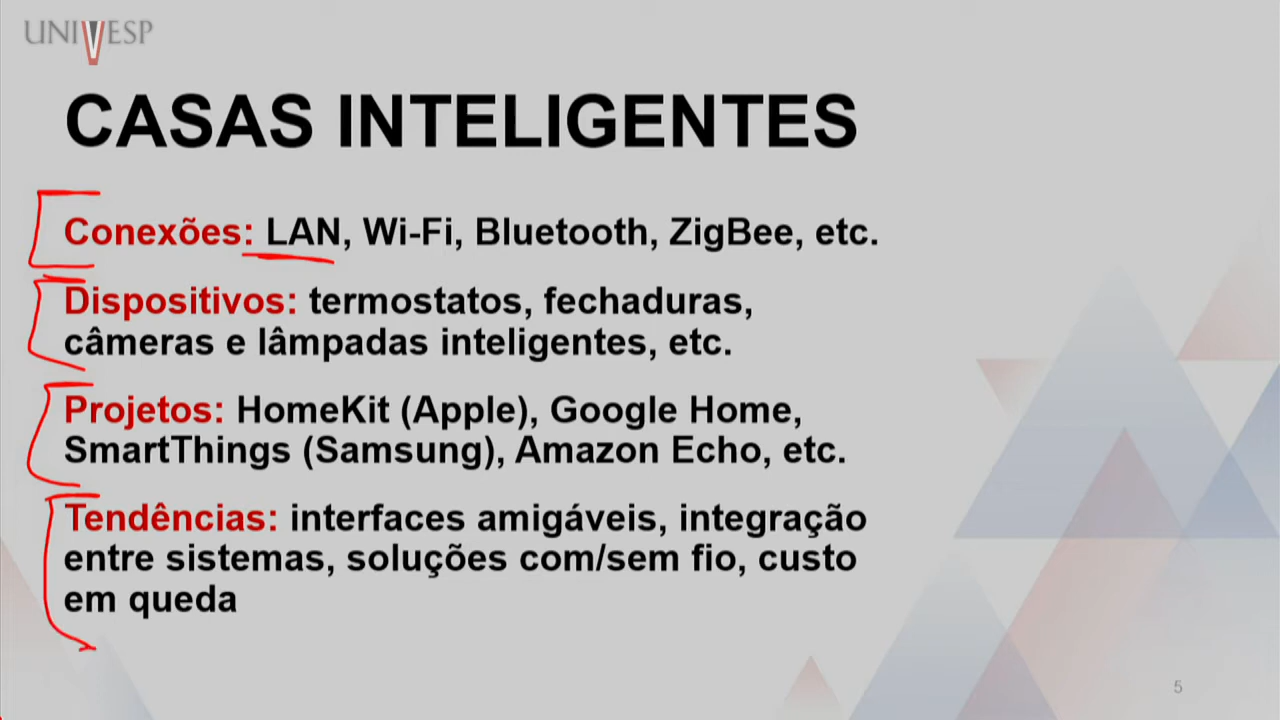 UNIVESP
CASAS INTELIGENTES
Conexões: LAN, Wi-Fi, Bluetooth, ZigBee, etc.
Dispositivos: termostatos, fechaduras,
câmeras e lâmpadas inteligentes, etc.
Projetos: HomeKit (Apple), Google Home,
SmartThings (Samsung), Amazon Echo, etc.
Tendências: interfaces amigáveis, integração
entre sistemas, soluções com/sem fio, custo
em queda
5